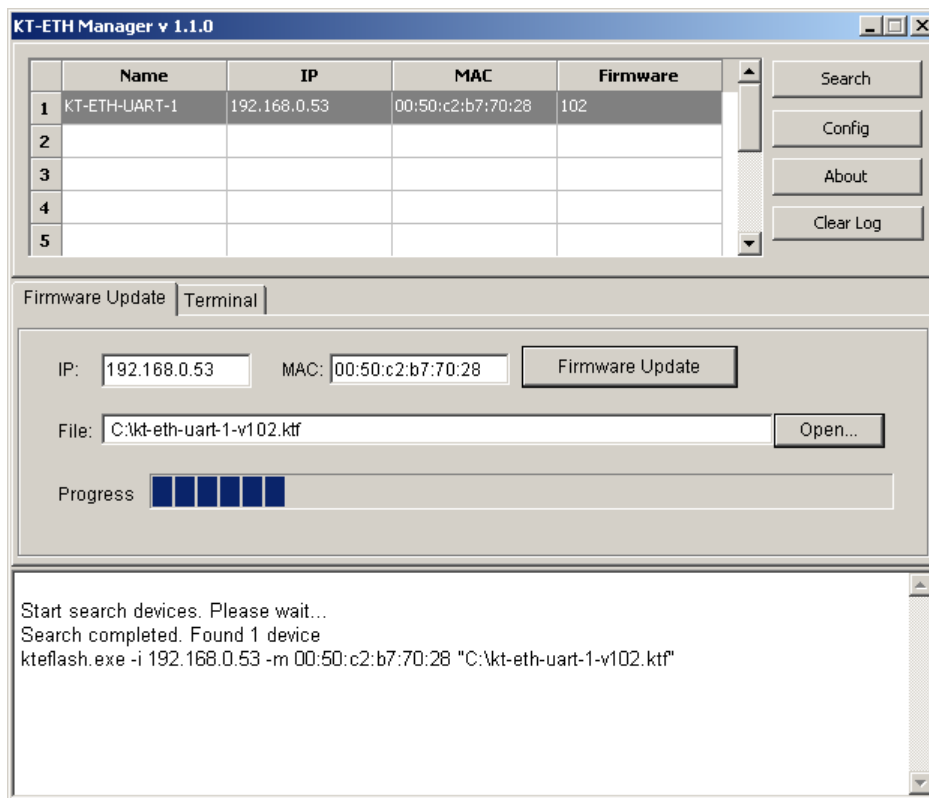 KT-ETH Manager v 1.1.0
Name IP MAC Firmware
1 KT-ETH-UART-1 192.168.0.53 00:50:c2:b7:70:28 102
2
3
4
5
Search
Config
About
Clear Log
Firmware Update Terminal
IP: 192.168.0.53 MAC: 00:50:c2:b7:70:28 Firmware Update
File: C:\kt-eth-uart-1-v102.ktf Open...
Progress
Start search devices. Please wait...
Search completed. Found 1 device
kteflash.exe -i 192.168.0.53 -m 00:50:c2:b7:70:28 "C:\kt-eth-uart-1-v102.ktf"